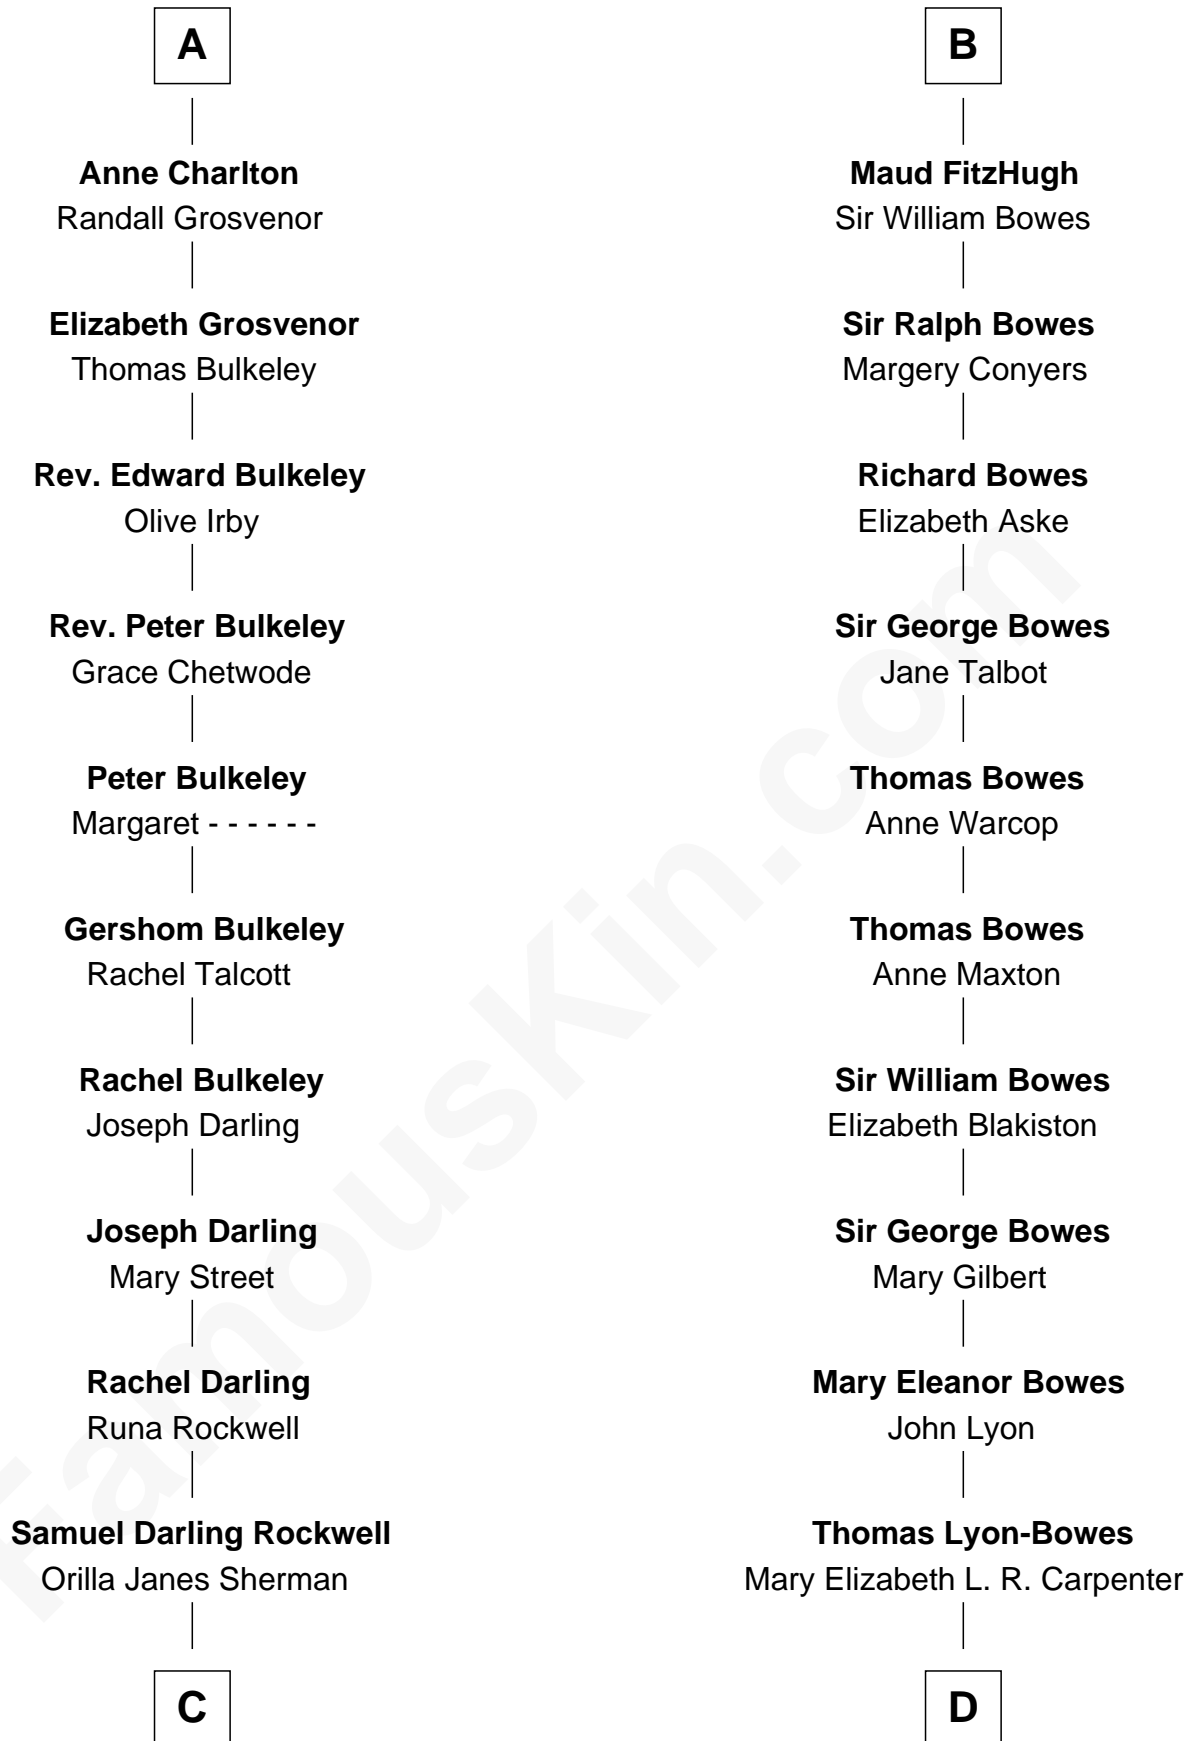 A
Anne Charlton
Randall Grosvenor
Elizabeth Grosvenor
Thomas Bulkeley
Rev. Edward Bulkeley
Olive Irby
Rev. Peter Bulkeley
Grace Chetwode
Peter Bulkeley
Margaret - - - - - -
Gershom Bulkeley
Rachel Talcott
Rachel Bulkeley
Joseph Darling
Joseph Darling
Mary Street
Rachel Darling
Runa Rockwell
Samuel Darling Rockwell
Orilla Janes Sherman
C
B
Maud FitzHugh
Sir William Bowes
Sir Ralph Bowes
Margery Conyers
Richard Bowes
Elizabeth Aske
Sir George Bowes
Jane Talbot
Thomas Bowes
Anne Warcop
Thomas Bowes
Anne Maxton
Sir William Bowes
Elizabeth Blakiston
Sir George Bowes
Mary Gilbert
Mary Eleanor Bowes
John Lyon
Thomas Lyon-Bowes
Mary Elizabeth L. R. Carpenter
D
FamousKin.com